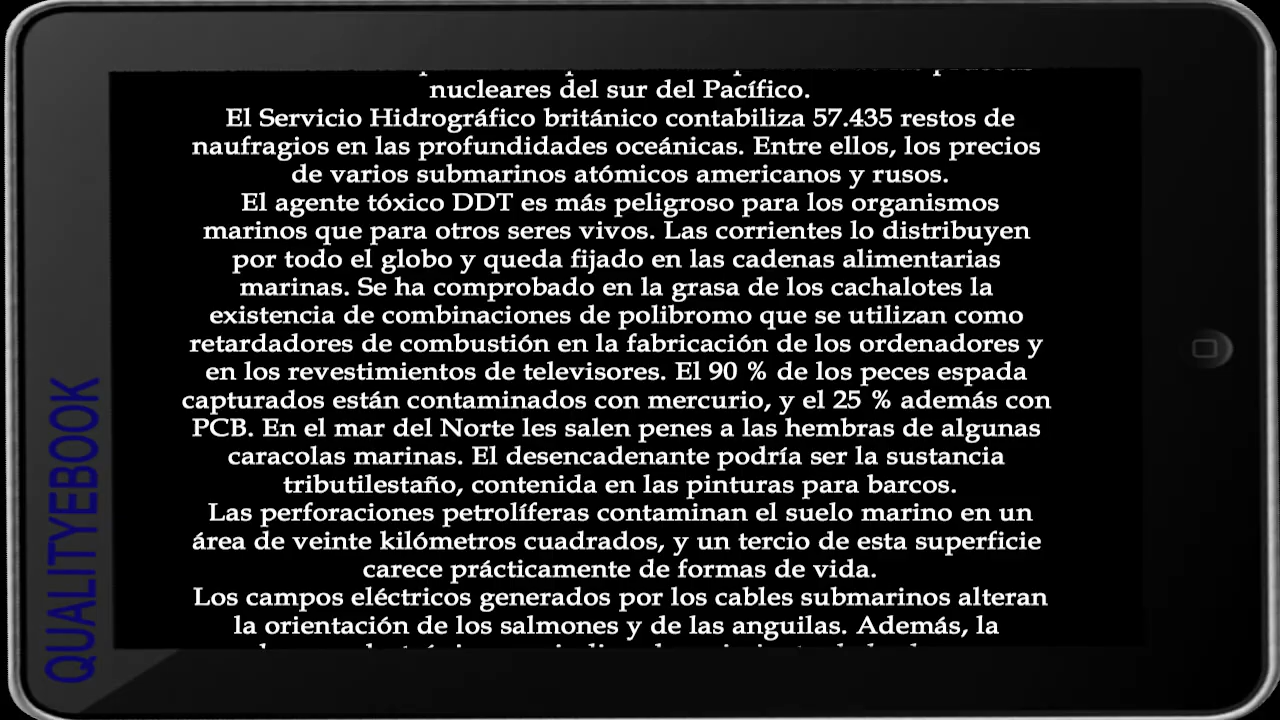 nucleares del sur del Pacífico.
El Servicio Hidrográfico británico contabiliza 57.435 restos de
naufragios en las profundidades oceánicas. Entre ellos, los precios
de varios submarinos atómicos americanos y rusos.
El agente tóxico DDT es más peligroso para los organismos
marinos que para otros seres vivos. Las corrientes lo distribuyen
por todo el globo y queda fijado en las cadenas alimentarias
marinas. Se ha comprobado en la grasa de los cachalotes la
existencia de combinaciones de polibromo que se utilizan como
retardadores de combustión en la fabricación de los ordenadores y
en los revestimientos de televisores. El 90 % de los peces espada
capturados están contaminados con mercurio, y el 25 % además con
PCB. En el mar del Norte les salen penes a las hembras de algunas
caracolas marinas. El desencadenante podría ser la sustancia
tributilestaño, contenida en las pinturas para barcos.
Las perforaciones petrolíferas contaminan el suelo marino en un
área de veinte kilómetros cuadrados, y un tercio de esta superficie
carece prácticamente de formas de vida.
Los campos eléctricos generados por los cables submarinos alteran
la orientación de los salmones y de las anguilas. Además, la
QUALITYEBOOK